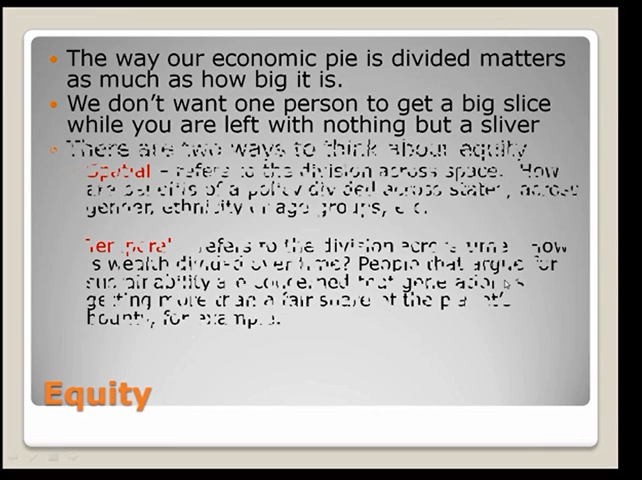 The way our economic pie is divided matters
as much as how big it is.
We don't want one person to get a big slice
while you are left with nothing but a sliver
There are two ways to think about equity
Spatial – refers to the division across space. How
are benefits of a policy divided across states, across
gender, ethnicity or age groups, etc.
Temporal refers to the division across time How
is wealth divided over time? People that argue for
sustainability are concerned that generation is
getting more than a fair share of the planet's
bounty, for example.
Equity